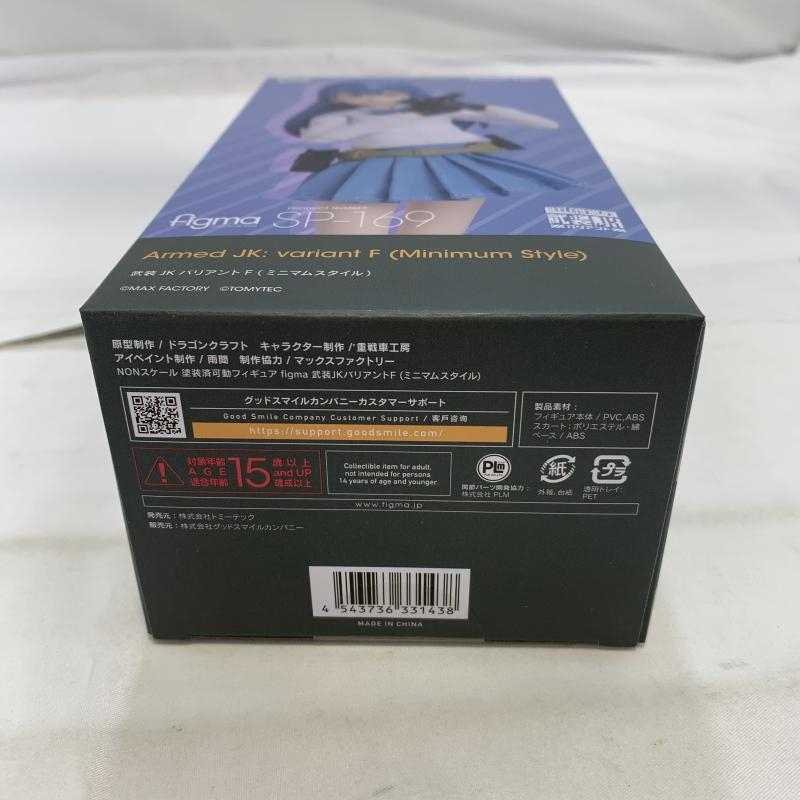 figma SP-169
Armed JK: variant F (Minimum Style)
武装 JK バリアント F ( ミニマムスタイル )
©MAX FACTORY ©TOMYTEC
原型制作 / ドラゴンクラフト キャラクター制作 / 重戦車工房
アイペイント制作 / 雨間 制作協力 / マックスファクトリー
NONスケール 塗装済可動フィギュア figma 武装JKバリアントF (ミニマムスタイル)
グッドスマイルカンパニーカスタマーサポート
Good Smile Company Customer Support / 客戶咨询
https://support.goodsmile.com/
製品素材 :
フィギュア本体 / PVC,ABS
スカート : ポリエステル・綿
ベース / ABS
対象年齢 15 歳以上
AGE and UP
适合年龄 歳或以上
Collectible item for adult.
not intended for persons
14 years of age and younger.
PLM
関節パーツ開発協力 :
株式会社 PLM
紙
外箱, 台紙
プラ
透明トレイ:
PET
www.figma.jp
発売元 : 株式会社トミーテック
販売元 : 株式会社グッドスマイルカンパニー
4 543736 331438
MADE IN CHINA